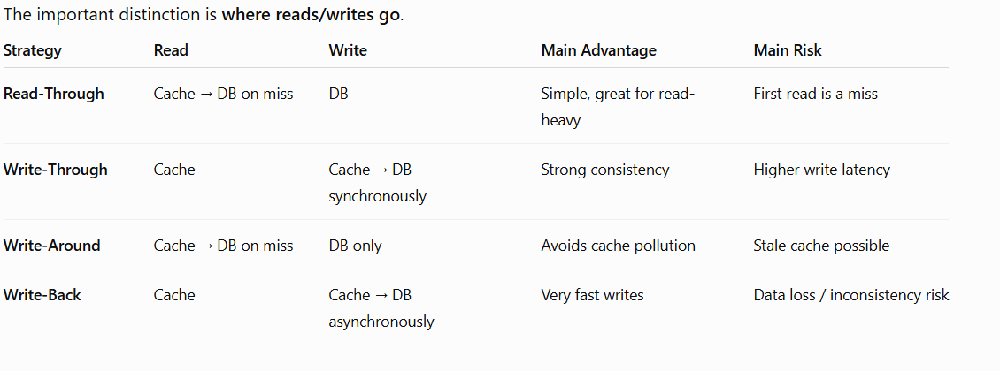 The important distinction is where reads/writes go.
Strategy Read Write Main Advantage Main Risk
Read-Through Cache → DB on miss DB Simple, great for read- First read is a miss
heavy
Write-Through Cache Cache → DB Strong consistency Higher write latency
synchronously
Write-Around Cache → DB on miss DB only Avoids cache pollution Stale cache possible
Write-Back Cache Cache → DB Very fast writes Data loss / inconsistency risk
asynchronously